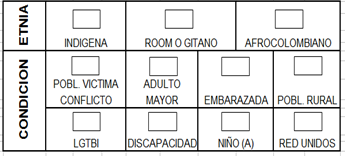 ETNIA
INDIGENA
ROOM O GITANO
AFROCOLOMBIANO
CONDICION
POBL. VICTIMA
CONFLICTO
ADULTO
MAYOR
EMBARAZADA
POBL. RURAL
LGTBI
DISCAPACIDAD
NIÑO (A)
RED UNIDOS